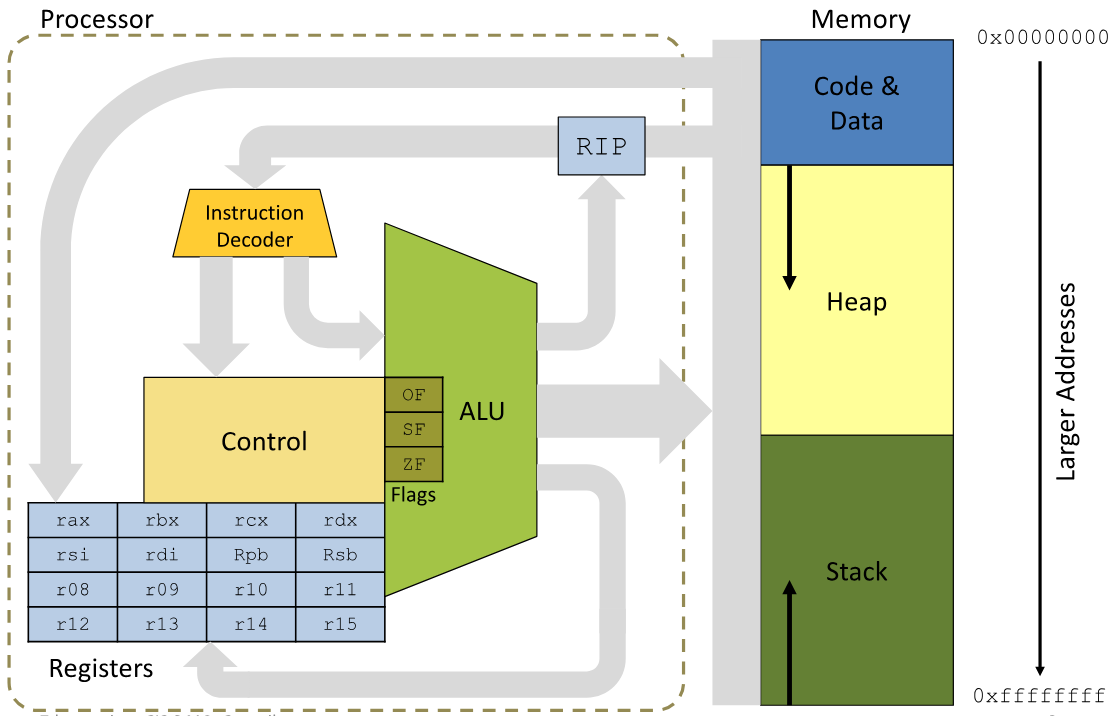 Processor
Memory
0x00000000
Code &
Data
RIP
Instruction
Decoder
Heap
Larger Addresses
OF
SF
ZF
Flags
ALU
Control
rax rbx rcx rdx
rsi rdi Rpb Rsb
r08 r09 r10 r11
r12 r13 r14 r15
Stack
Registers
0xffffffff